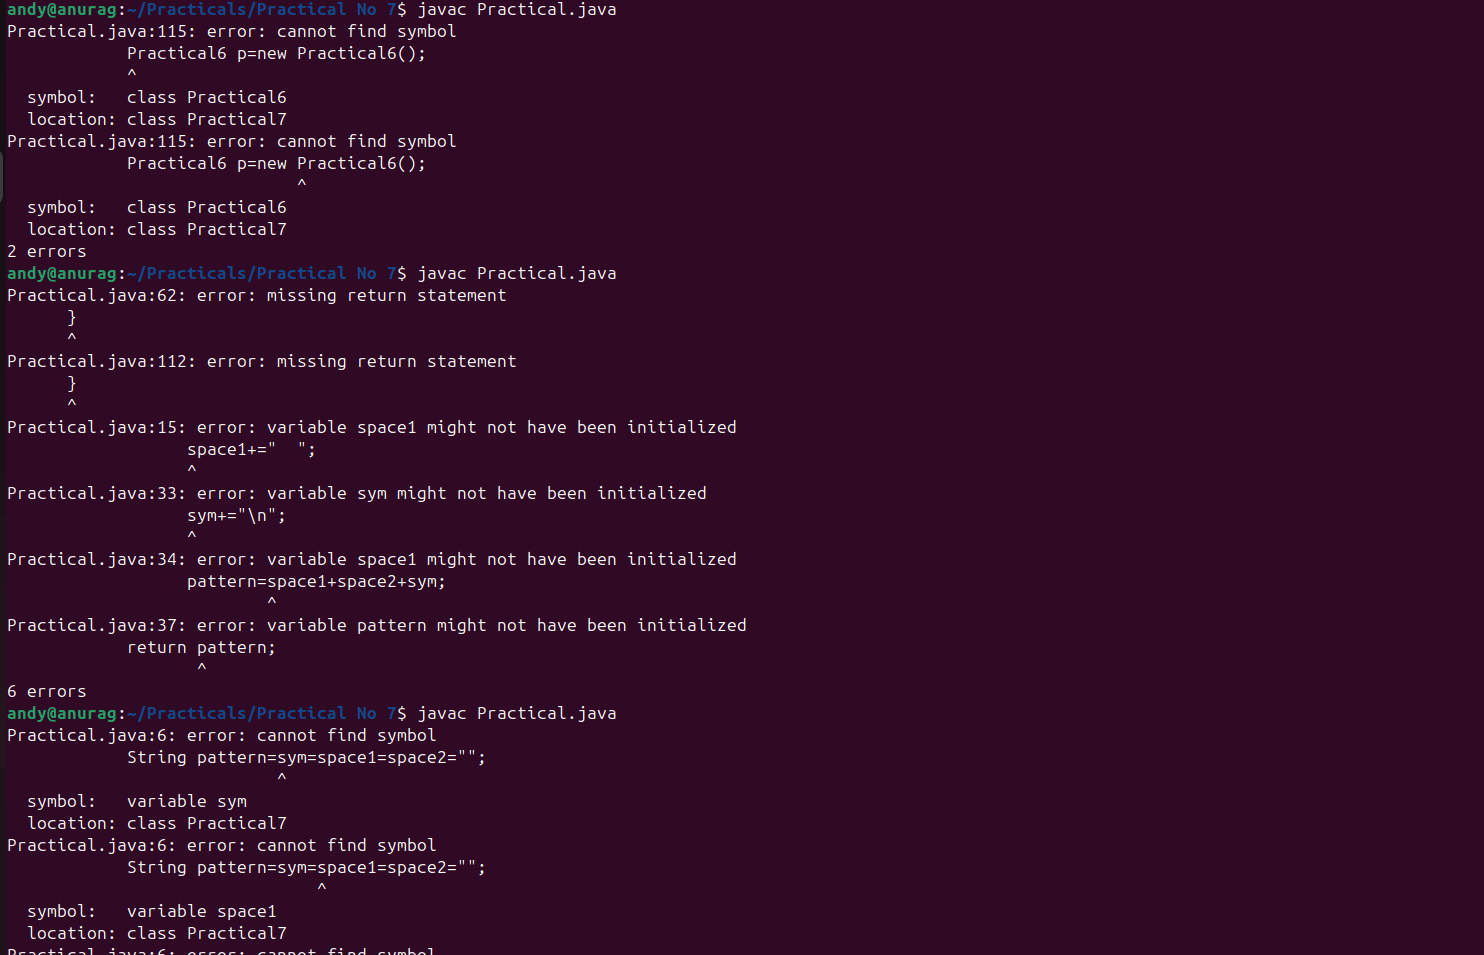 andy@anurag:~/Practicals/Practical No 7$ javac Practical.java
Practical.java:115: error: cannot find symbol
            Practical6 p=new Practical6();
            ^
  symbol:   class Practical6
  location: class Practical7
Practical.java:115: error: cannot find symbol
            Practical6 p=new Practical6();
                             ^
  symbol:   class Practical6
  location: class Practical7
2 errors
andy@anurag:~/Practicals/Practical No 7$ javac Practical.java
Practical.java:62: error: missing return statement
      }
      ^
Practical.java:112: error: missing return statement
      }
      ^
Practical.java:15: error: variable space1 might not have been initialized
                  space1+="  ";
                  ^
Practical.java:33: error: variable sym might not have been initialized
                  sym+="\n";
                  ^
Practical.java:34: error: variable space1 might not have been initialized
                  pattern=space1+space2+sym;
                          ^
Practical.java:37: error: variable pattern might not have been initialized
            return pattern;
                   ^
6 errors
andy@anurag:~/Practicals/Practical No 7$ javac Practical.java
Practical.java:6: error: cannot find symbol
            String pattern=sym=space1=space2="";
                           ^
  symbol:   variable sym
  location: class Practical7
Practical.java:6: error: cannot find symbol
            String pattern=sym=space1=space2="";
                               ^
  symbol:   variable space1
  location: class Practical7
Practical.java:6: error: cannot find symbol